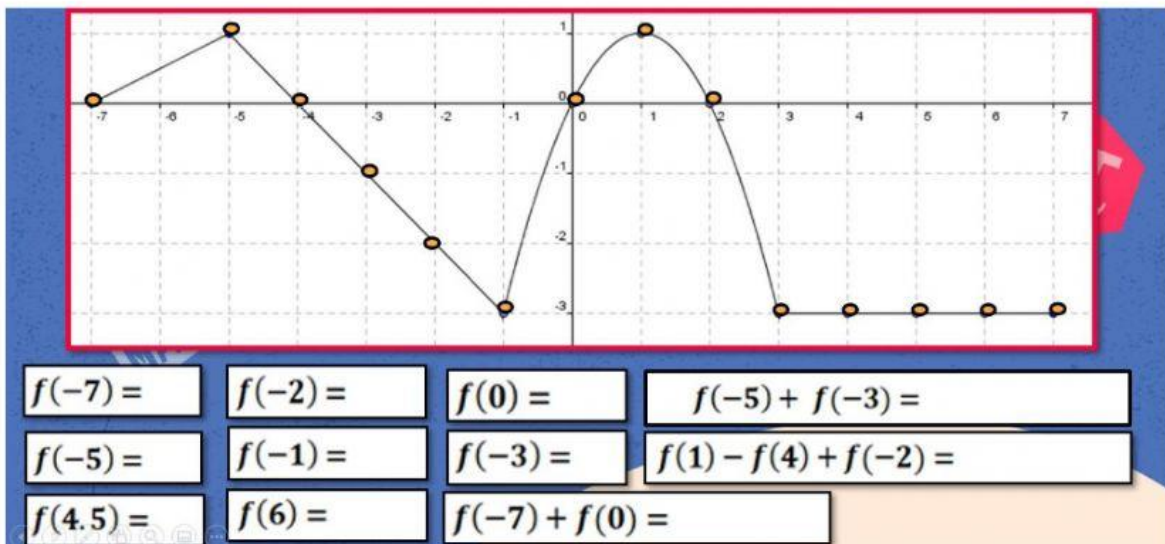 1
0
-7 -6 -5 -4 -3 -2 -1 0 1 2 3 4 5 6 7
-1
-2
-3
f(−7) =
f(−2) =
f(0) =
f(−5) + f(−3) =
f(−5) =
f(−1) =
f(−3) =
f(1) − f(4) + f(−2) =
f(4.5) =
f(6) =
f(−7) + f(0) =